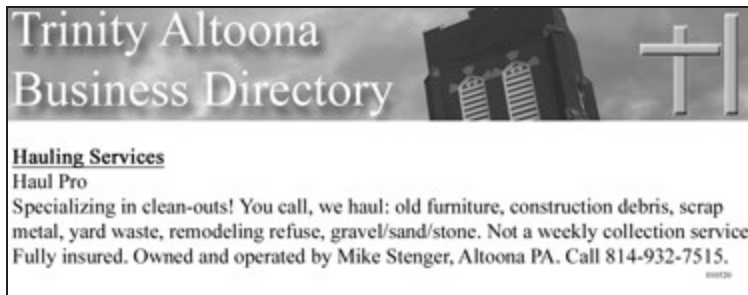 Trinity Altoona
Business Directory
Hauling Services
Haul Pro
Specializing in clean-outs! You call, we haul: old furniture, construction debris, scrap
metal, yard waste, remodeling refuse, gravel/sand/stone. Not a weekly collection service
Fully insured. Owned and operated by Mike Stenger, Altoona PA. Call 814-932-7515.